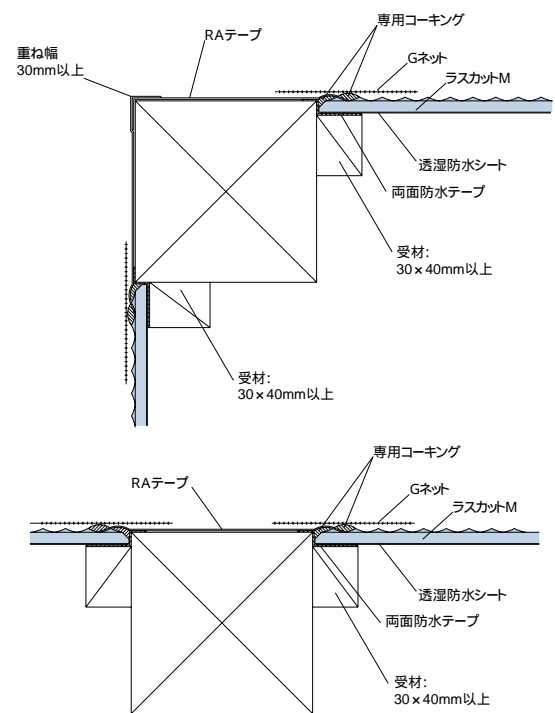 専用コーキング
RAテープ
重ね幅
30mm以上
Gネット
ラスカットM
透湿防水シート
両面防水テープ
受材:
30×40mm以上
受材:
30×40mm以上
専用コーキング
RAテープ
Gネット
ラスカットM
透湿防水シート
両面防水テープ
受材:
30×40mm以上